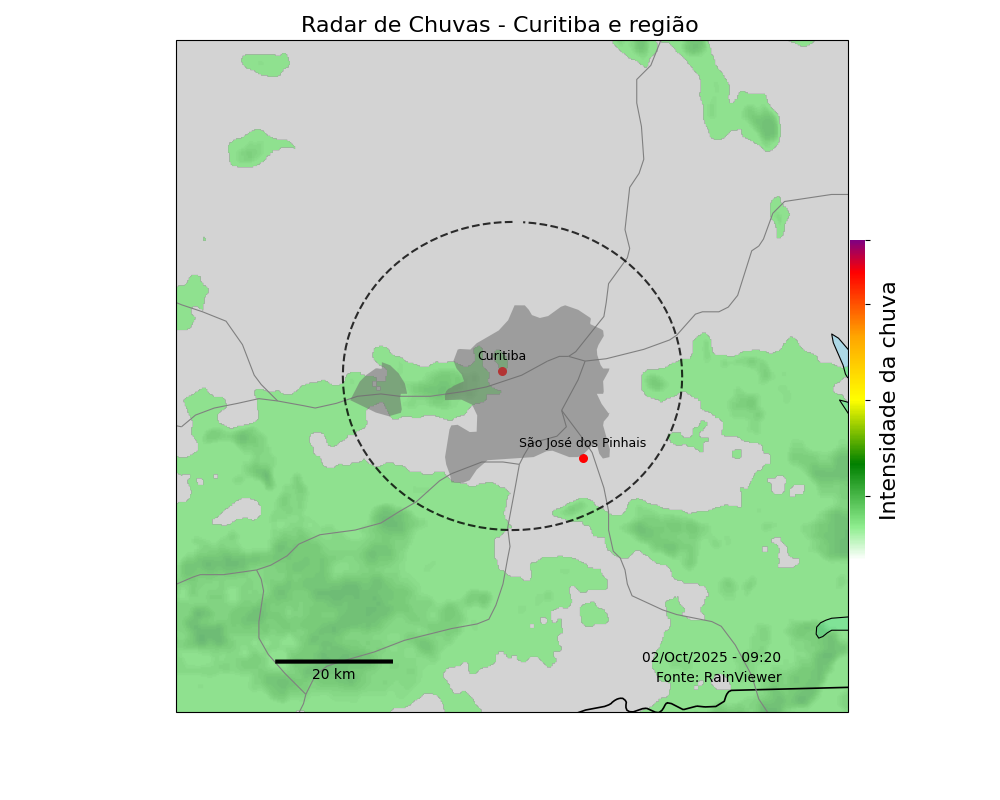 Radar de Chuvas - Curitiba e região
Curitiba
São José dos Pinhais
Intensidade da chuva
02/Oct/2025 - 09:20
Fonte: RainViewer
20 km